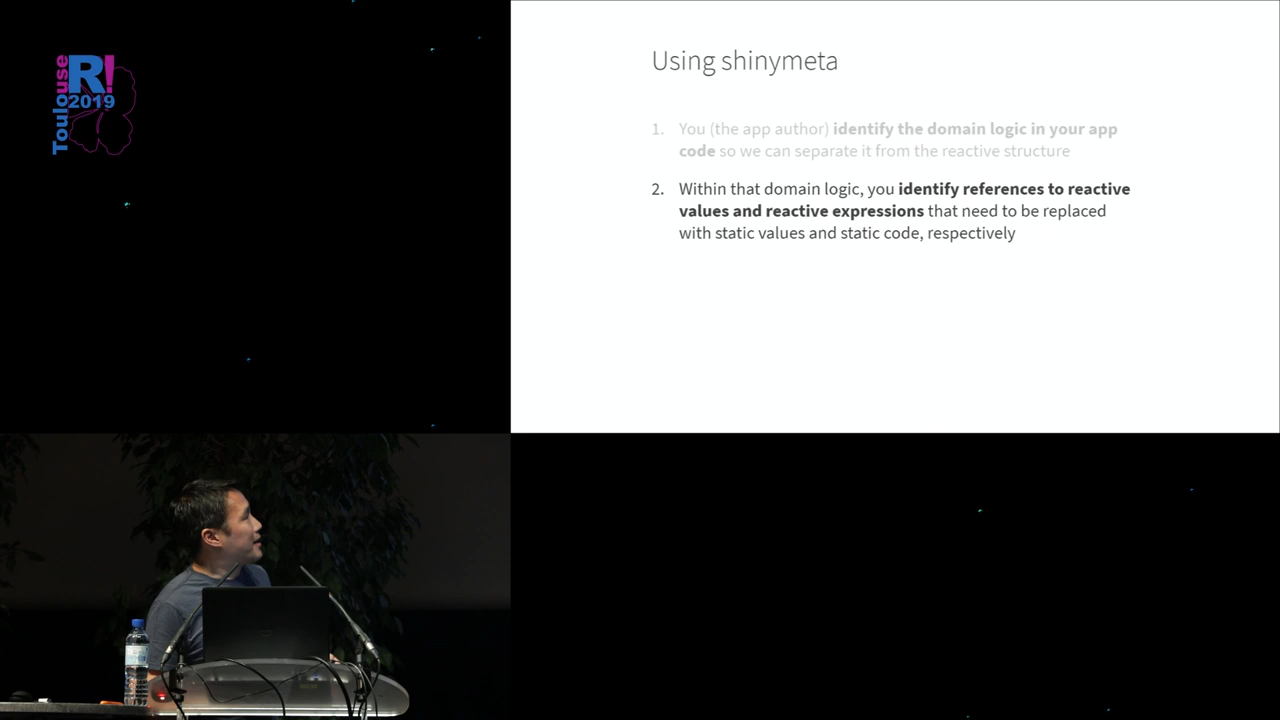 Toulouse
R!
2019
Using shinymeta
1. You (the app author) identify the domain logic in your app
code so we can separate it from the reactive structure
2. Within that domain logic, you identify references to reactive
values and reactive expressions that need to be replaced
with static values and static code, respectively